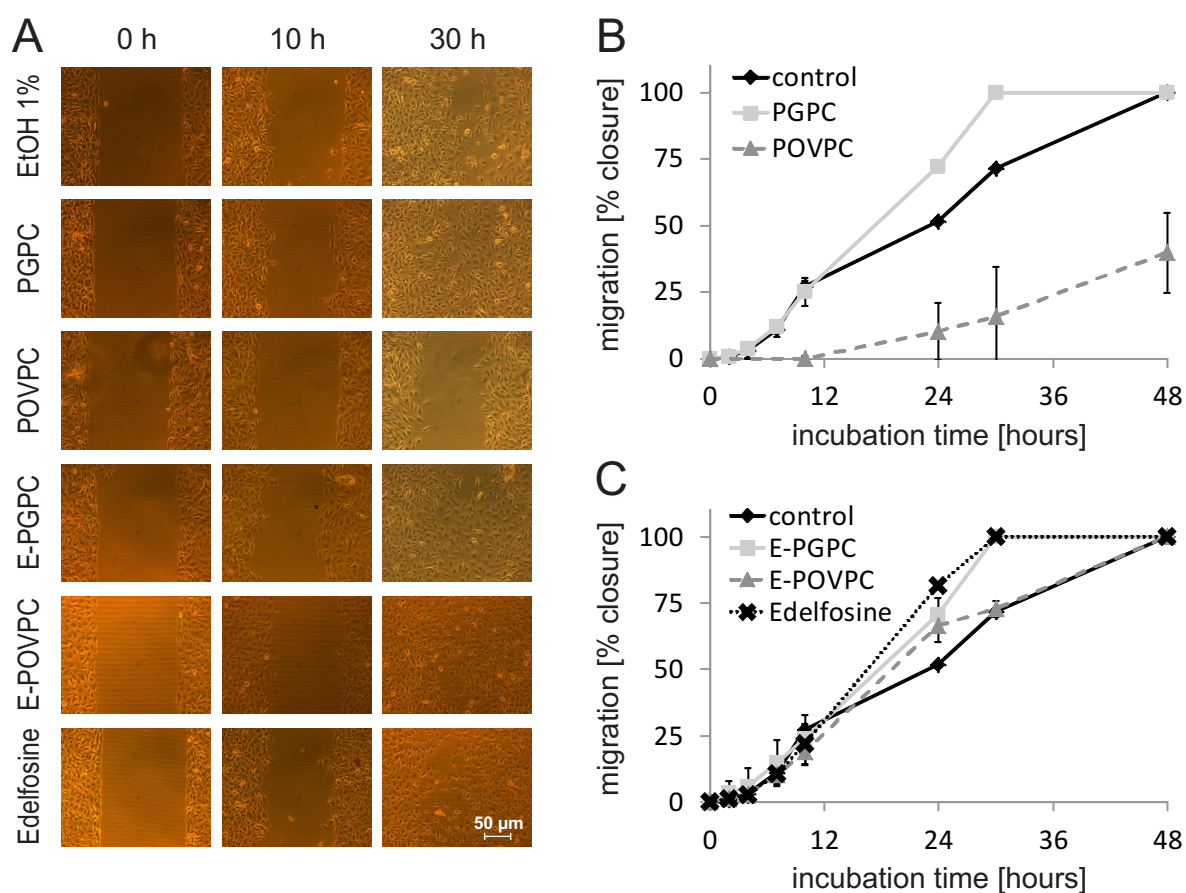 A
0 h 10 h 30 h
EtOH 1%
PGPC
POVPC
E-PGPC
E-POVPC
Edelfosine
50 µm
B
control
PGPC
POVPC
migration [% closure]
100
75
50
25
0
0 12 24 36 48
incubation time [hours]
C
control
E-PGPC
E-POVPC
Edelfosine
migration [% closure]
100
75
50
25
0
0 12 24 36 48
incubation time [hours]